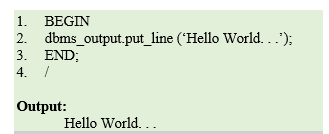 1. BEGIN
2. dbms_output.put_line (‘Hello World. . .’);
3. END;
4. /
Output:
Hello World. . .